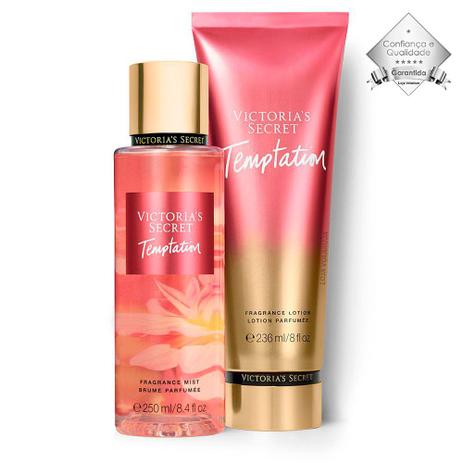 Confiança e
Qualidade
Garantida
VICTORIA'S
SECRET
Temptation
FRAGRANCE LOTION
LOTION PARFUMÉE
e 236 ml/8 fl oz
VICTORIA'S SECRET
VICTORIA'S SECRET
VICTORIA'S
SECRET
Temptation
FRAGRANCE MIST
BRUME PARFUMÉE
e 250 ml/8.4 fl oz